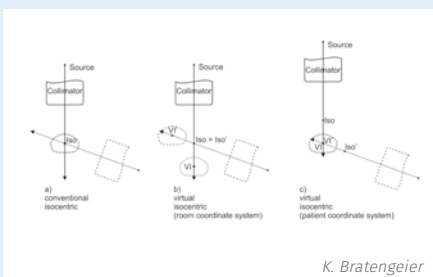 Source
Collimator
Iso
a)
conventional
isocentric
Source
Collimator
VI'
Iso = Iso'
VI
b)
virtual
isocentric
(room coordinate system)
Source
Collimator
Iso
VI'
VI
Iso'
c)
virtual
isocentric
(patient coordinate system)
K. Bratengeier